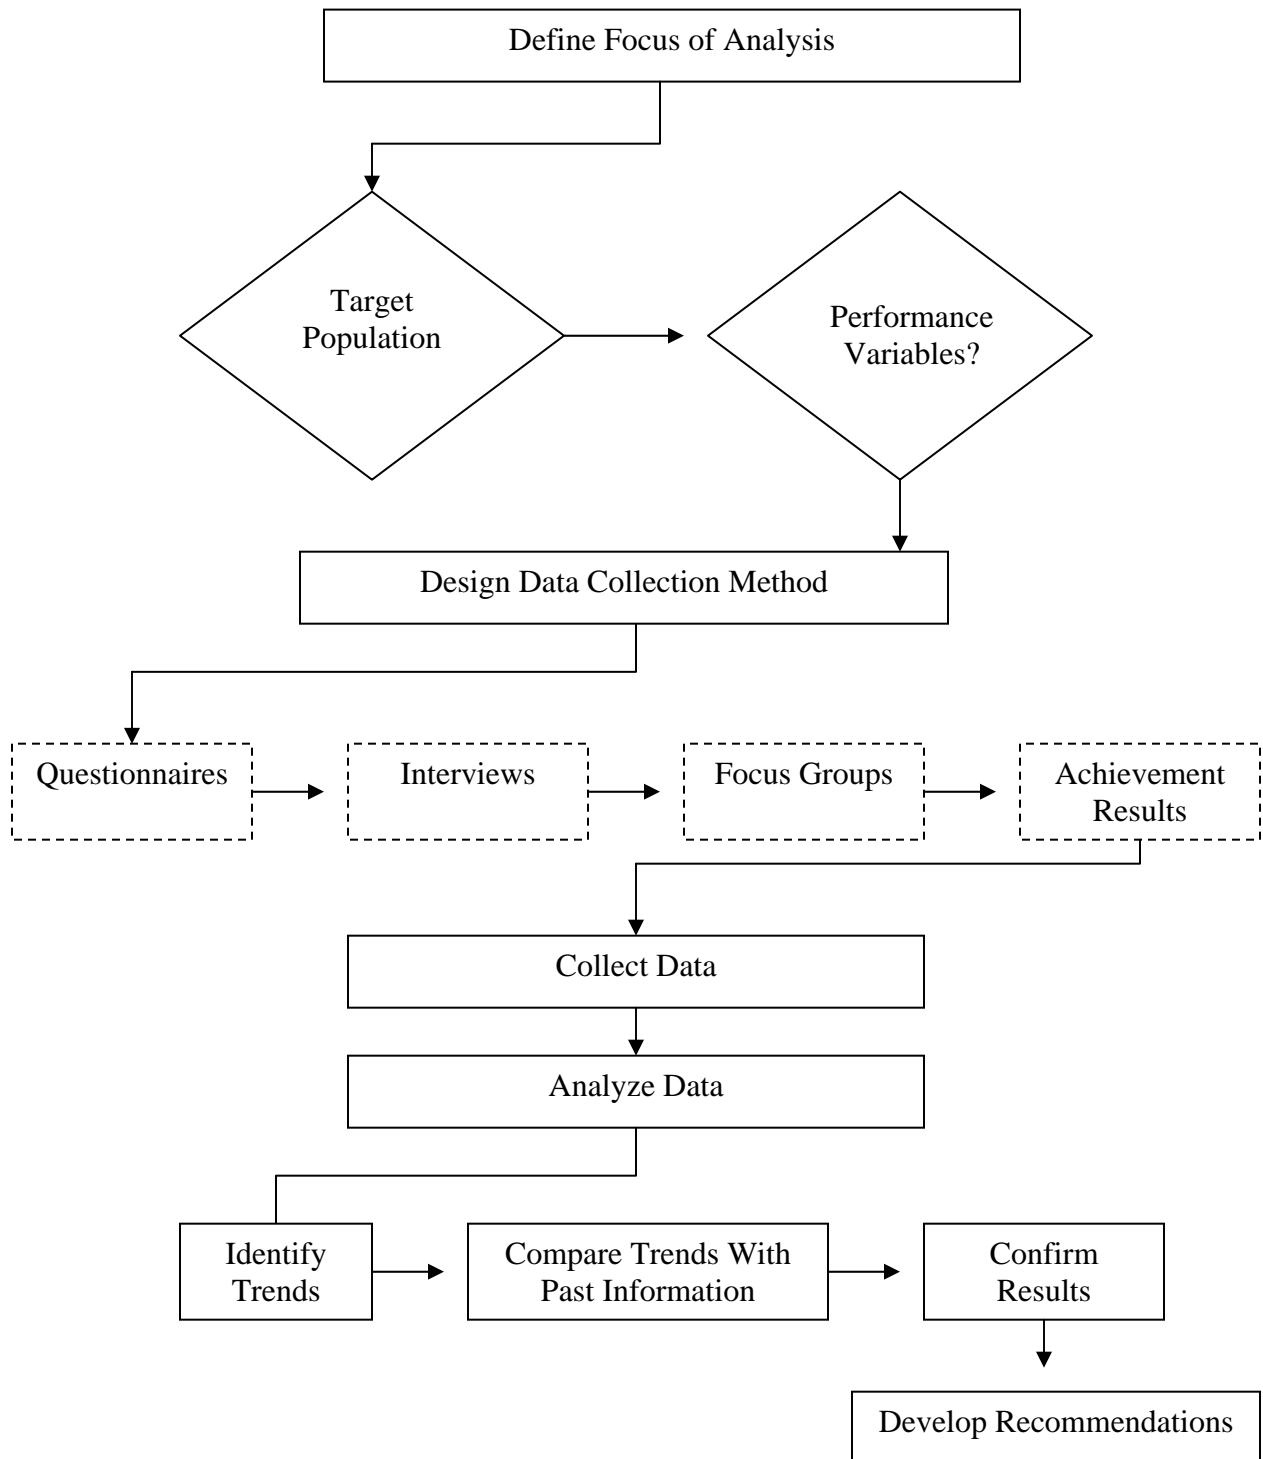 Define Focus of Analysis
Target
Population
Performance
Variables?
Design Data Collection Method
Questionnaires
Interviews
Focus Groups
Achievement
Results
Collect Data
Analyze Data
Identify
Trends
Compare Trends With
Past Information
Confirm
Results
Develop Recommendations